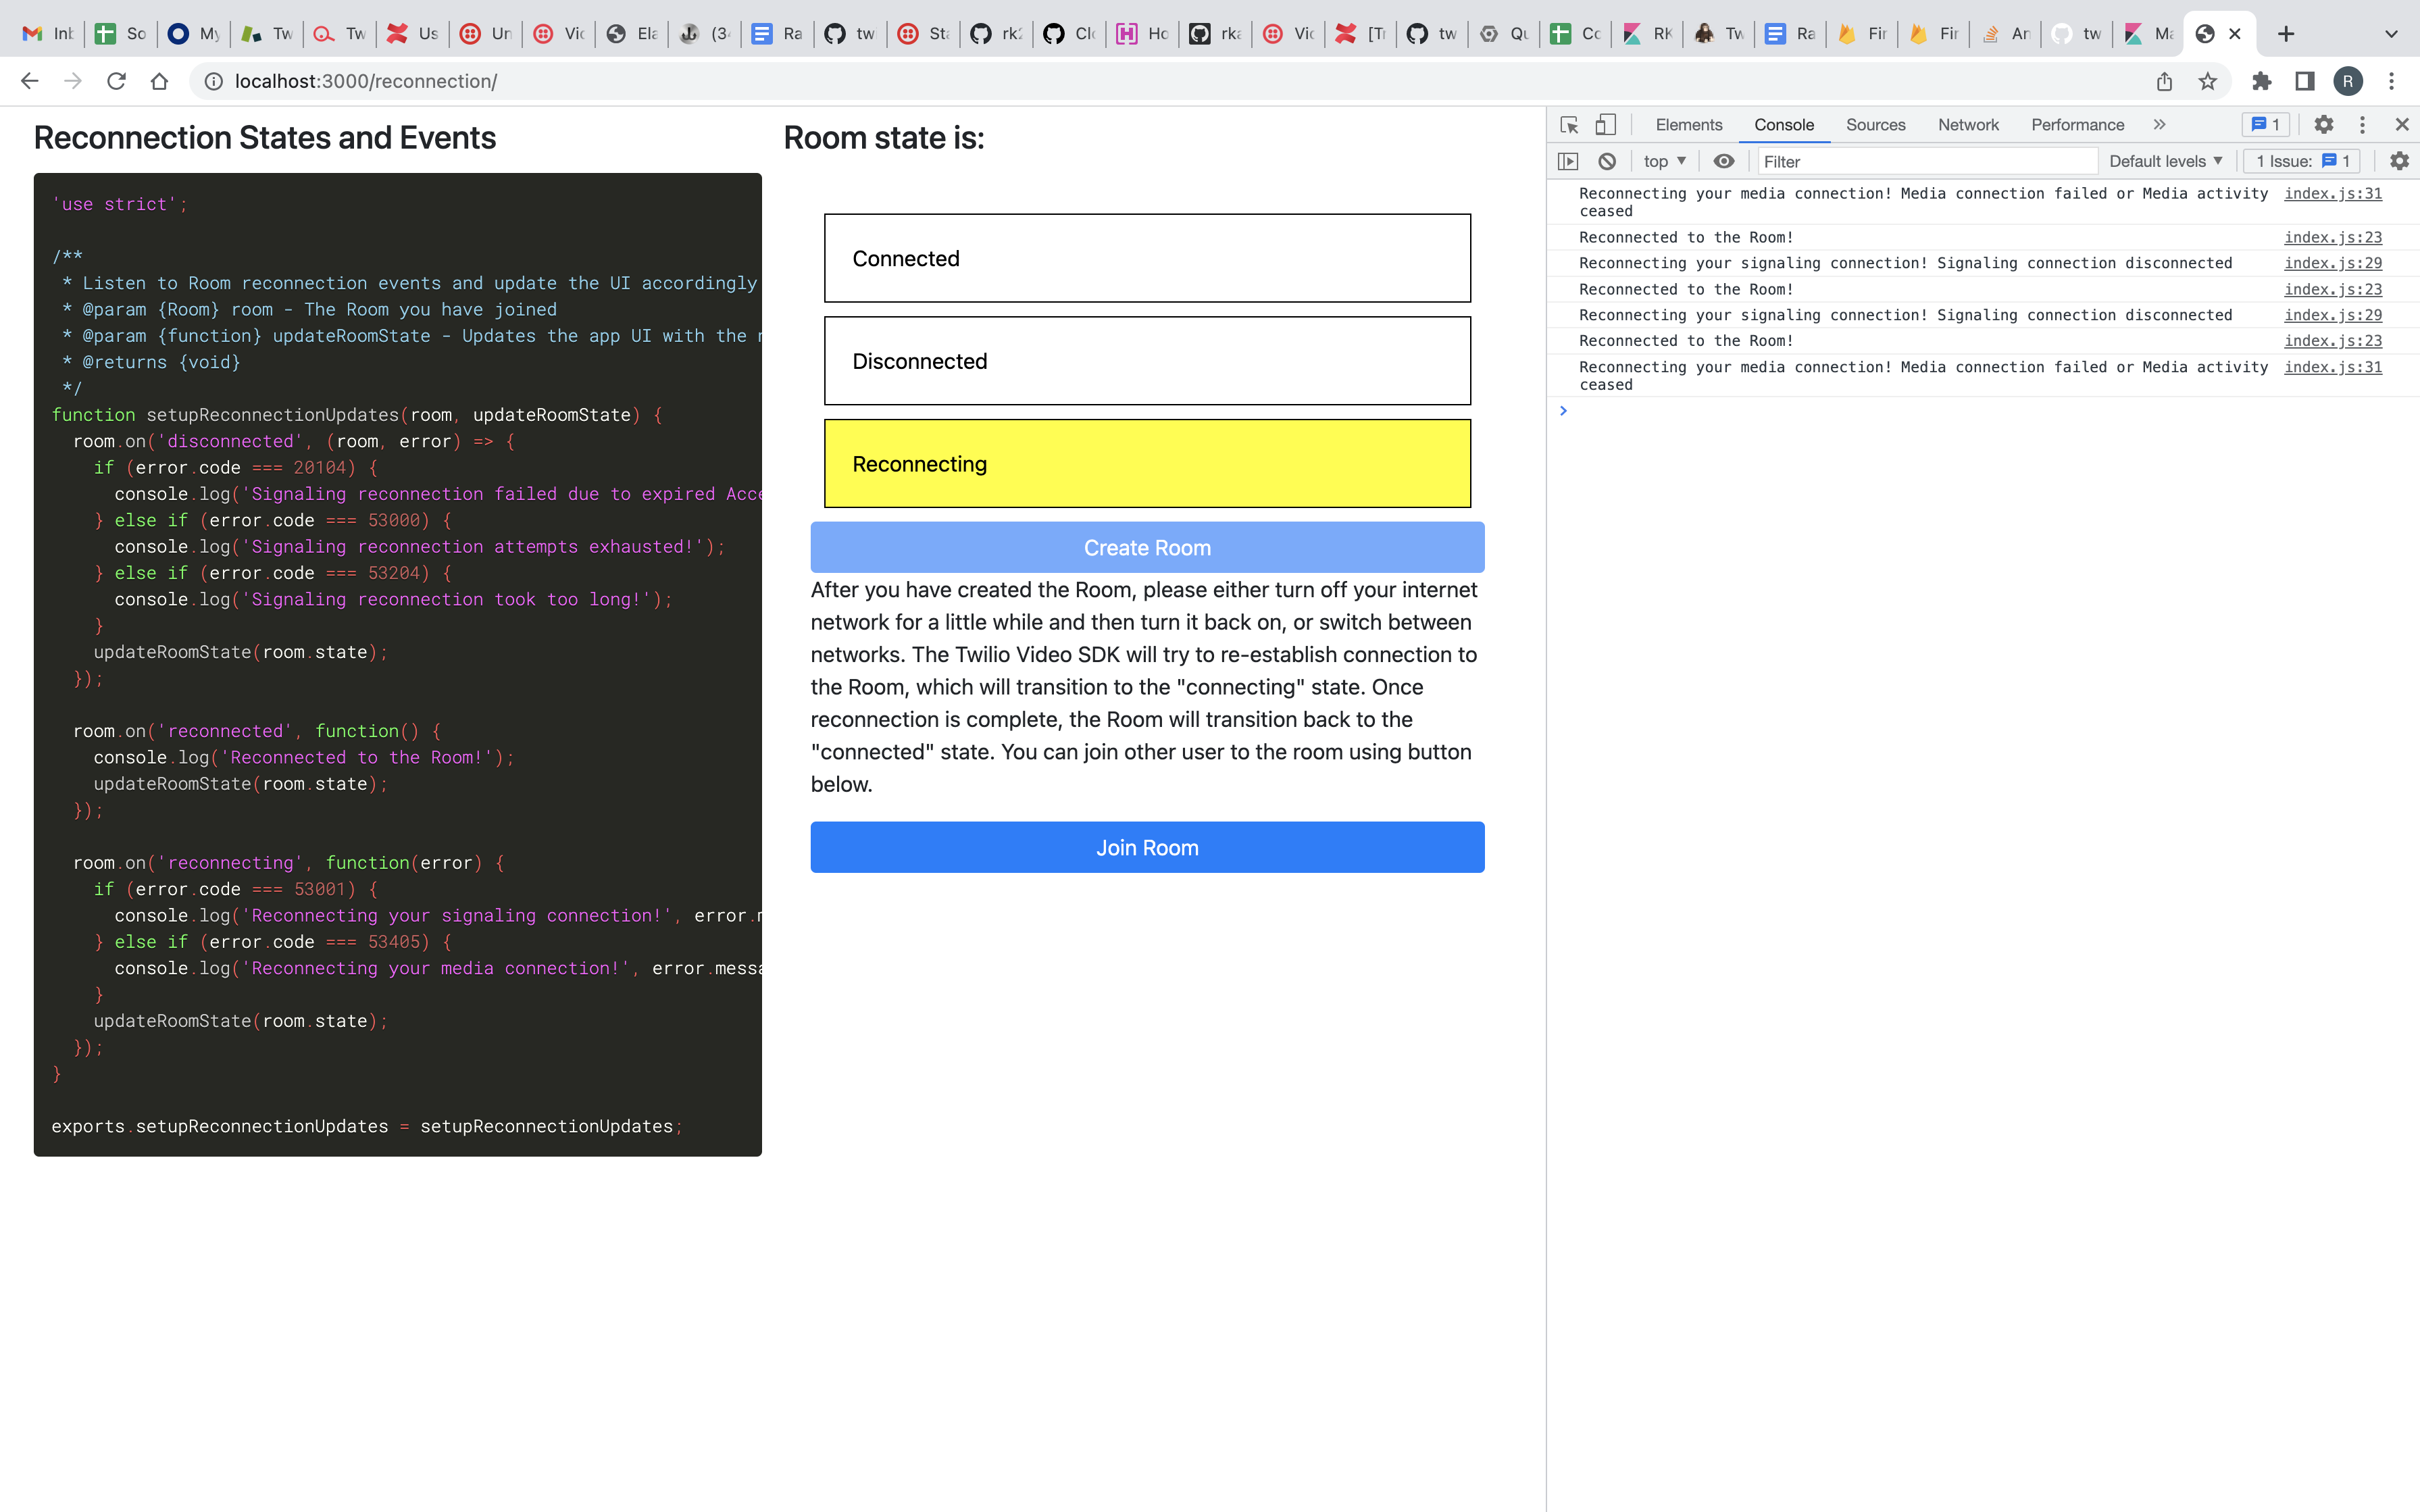 Inb
So
My
Tw
Tw
Us
Un
Vic
Ela
(3
Ra
tw
Sta
rk2
Clo
Ho
rka
Vic
[Tr
tw
Qu
Co
RK
Tw
Ra
Fir
Fir
An
tw
Ma
localhost:3000/reconnection/
R
Reconnection States and Events
'use strict';
/**
* Listen to Room reconnection events and update the UI accordingly
* @param {Room} room - The Room you have joined
* @param {function} updateRoomState - Updates the app UI with the
* @returns {void}
*/
function setupReconnectionUpdates(room, updateRoomState) {
room.on('disconnected', (room, error) => {
if (error.code === 20104) {
console.log('Signaling reconnection failed due to expired Acce
} else if (error.code === 53000) {
console.log('Signaling reconnection attempts exhausted!');
} else if (error.code === 53204) {
console.log('Signaling reconnection took too long!');
}
updateRoomState(room.state);
});
room.on('reconnected', function() {
console.log('Reconnected to the Room!');
updateRoomState(room.state);
});
room.on('reconnecting', function(error) {
if (error.code === 53001) {
console.log('Reconnecting your signaling connection!', error.m
} else if (error.code === 53405) {
console.log('Reconnecting your media connection!', error.messa
}
updateRoomState(room.state);
});
}
exports.setupReconnectionUpdates = setupReconnectionUpdates;
Room state is:
Connected
Disconnected
Reconnecting
Create Room
After you have created the Room, please either turn off your internet
network for a little while and then turn it back on, or switch between
networks. The Twilio Video SDK will try to re-establish connection to
the Room, which will transition to the "connecting" state. Once
reconnection is complete, the Room will transition back to the
"connected" state. You can join other user to the room using button
below.
Join Room
Elements Console Sources Network Performance 1
top Filter Default levels 1 Issue: 1
Reconnecting your media connection! Media connection failed or Media activity index.js:31
ceased
Reconnected to the Room! index.js:23
Reconnecting your signaling connection! Signaling connection disconnected index.js:29
Reconnected to the Room! index.js:23
Reconnecting your signaling connection! Signaling connection disconnected index.js:29
Reconnected to the Room! index.js:23
Reconnecting your media connection! Media connection failed or Media activity index.js:31
ceased